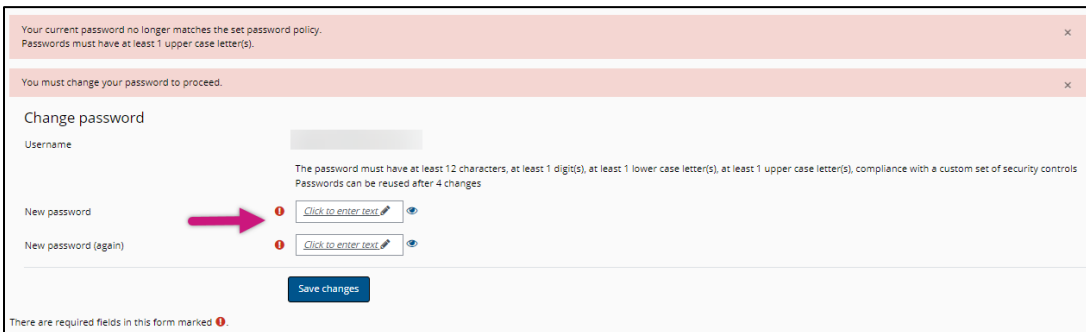 Your current password no longer matches the set password policy.
Passwords must have at least 1 upper case letter(s).
×
You must change your password to proceed.
×
Change password
Username
The password must have at least 12 characters, at least 1 digit(s), at least 1 lower case letter(s), at least 1 upper case letter(s), compliance with a custom set of security controls
Passwords can be reused after 4 changes
New password
Click to enter text
New password (again)
Click to enter text
Save changes
There are required fields in this form marked .